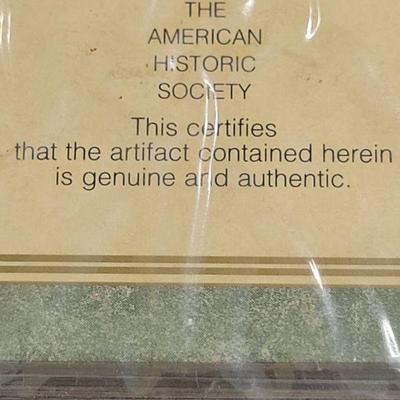 THE
AMERICAN
HISTORIC
SOCIETY
This certifies
that the artifact contained herein
is genuine and authentic.